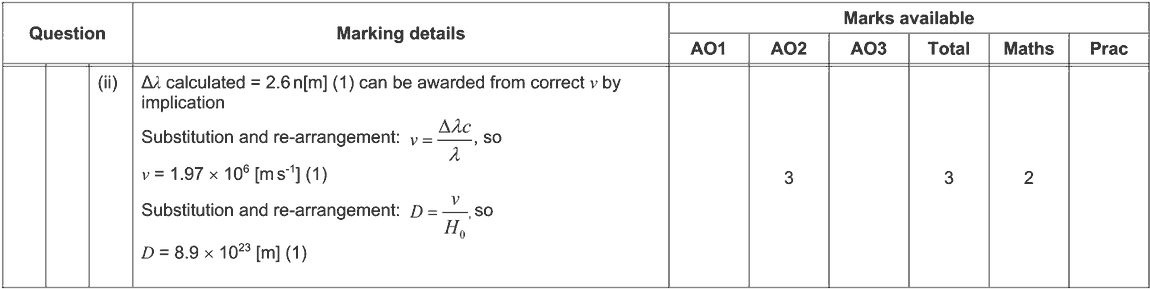 Question Marking details Marks available
AO1 AO2 AO3 Total Maths Prac
(ii) Δλ calculated = 2.6 n[m] (1) can be awarded from correct v by
implication
Substitution and re-arrangement: v = Δλc/λ, so
v = 1.97 × 10⁶ [m s⁻¹] (1)
3 3 2
Substitution and re-arrangement: D = v/H₀, so
D = 8.9 × 10²³ [m] (1)